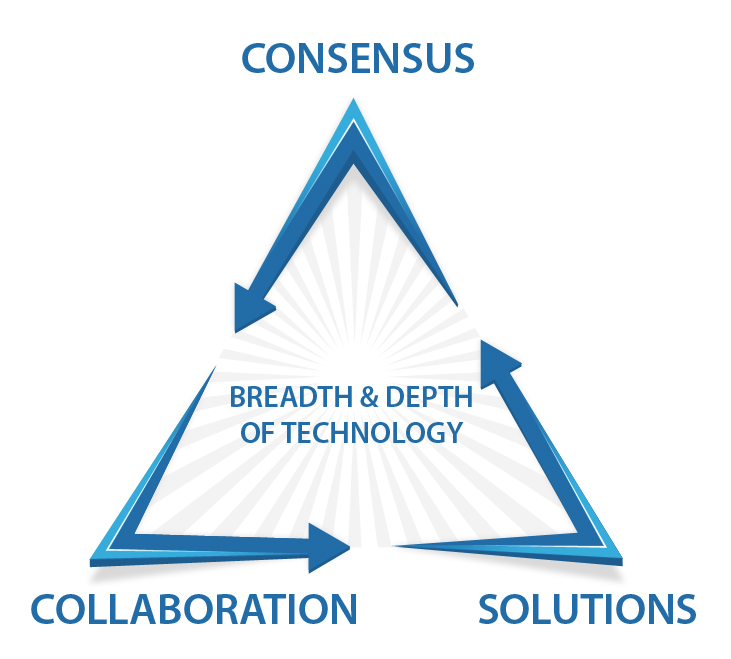 CONSENSUS
BREADTH & DEPTH
OF TECHNOLOGY
COLLABORATION
SOLUTIONS